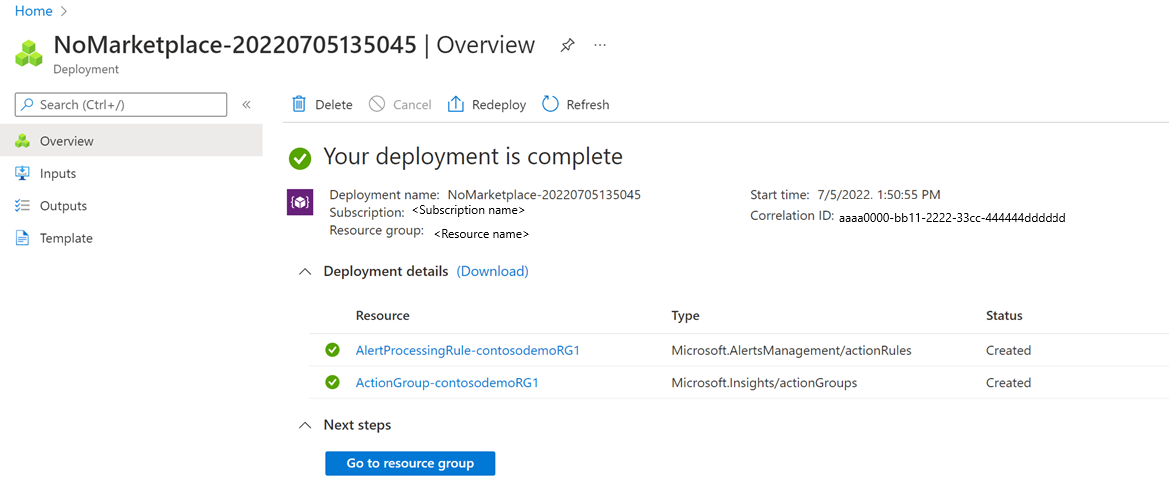 Home >
NoMarketplace-20220705135045 | Overview ...
Deployment
Search (Ctrl+/) «
Delete Cancel Redeploy Refresh
Overview
Inputs
Outputs
Template
Your deployment is complete
Deployment name: NoMarketplace-20220705135045
Subscription: <Subscription name>
Resource group: <Resource name>
Start time: 7/5/2022. 1:50:55 PM
Correlation ID: aaaa0000-bb11-2222-33cc-444444dddddd
Deployment details (Download)
Resource Type Status
AlertProcessingRule-contosodemoRG1 Microsoft.AlertsManagement/actionRules Created
ActionGroup-contosodemoRG1 Microsoft.Insights/actionGroups Created
Next steps
Go to resource group